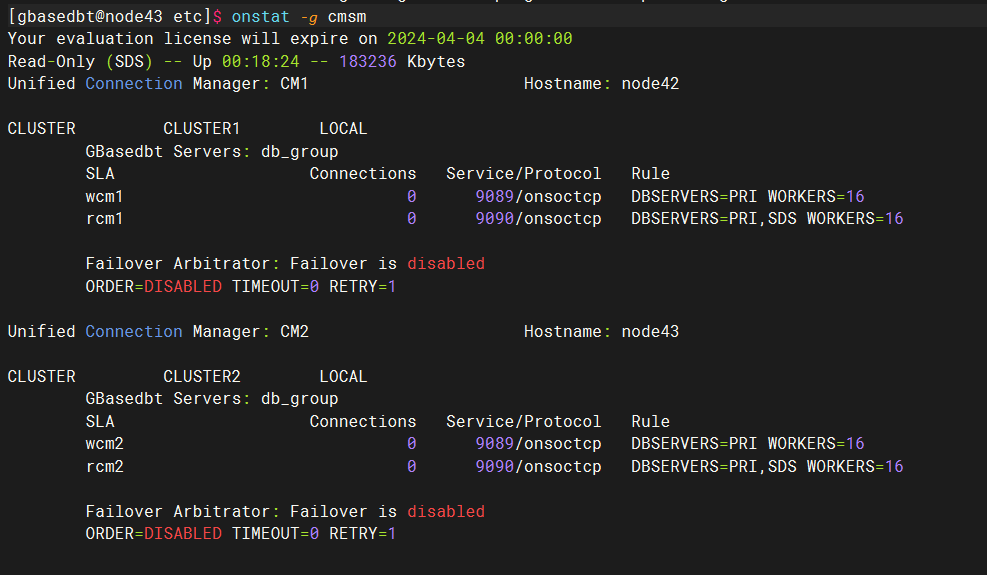 [gbasedbt@node43 etc]$ onstat -g cmsm
Your evaluation license will expire on 2024-04-04 00:00:00
Read-Only (SDS) -- Up 00:18:24 -- 183236 Kbytes
Unified Connection Manager: CM1 Hostname: node42
CLUSTER CLUSTER1 LOCAL
GBasedbt Servers: db_group
SLA Connections Service/Protocol Rule
wcm1 0 9089/onsoctcp DBSERVERS=PRI WORKERS=16
rcm1 0 9090/onsoctcp DBSERVERS=PRI,SDS WORKERS=16
Failover Arbitrator: Failover is disabled
ORDER=DISABLED TIMEOUT=0 RETRY=1
Unified Connection Manager: CM2 Hostname: node43
CLUSTER CLUSTER2 LOCAL
GBasedbt Servers: db_group
SLA Connections Service/Protocol Rule
wcm2 0 9089/onsoctcp DBSERVERS=PRI WORKERS=16
rcm2 0 9090/onsoctcp DBSERVERS=PRI,SDS WORKERS=16
Failover Arbitrator: Failover is disabled
ORDER=DISABLED TIMEOUT=0 RETRY=1